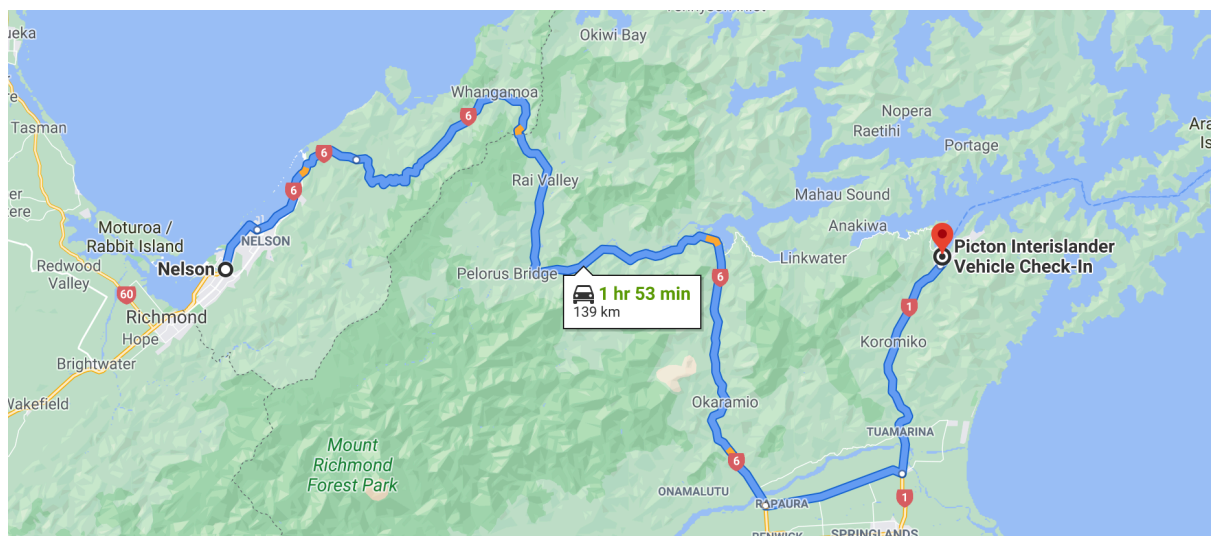 ueka
Okiwi Bay
Whangamoa
6
Nopera
Raetihi
Tasman
6
Portage
6
Rai Valley
Mahau Sound
Moturoa /
Rabbit Island
NELSON
Anakiwa
Redwood
Valley
Nelson
Pelorus Bridge
Linkwater
Picton Interislander
Vehicle Check-In
60
6
1 hr 53 min
139 km
Richmond
1
Hope
Koromiko
Brightwater
Wakefield
Okaramio
TUAMARINA
Mount
Richmond
Forest Park
6
ONAMALUTU
RAPAURA
1
SPRINGLANDS